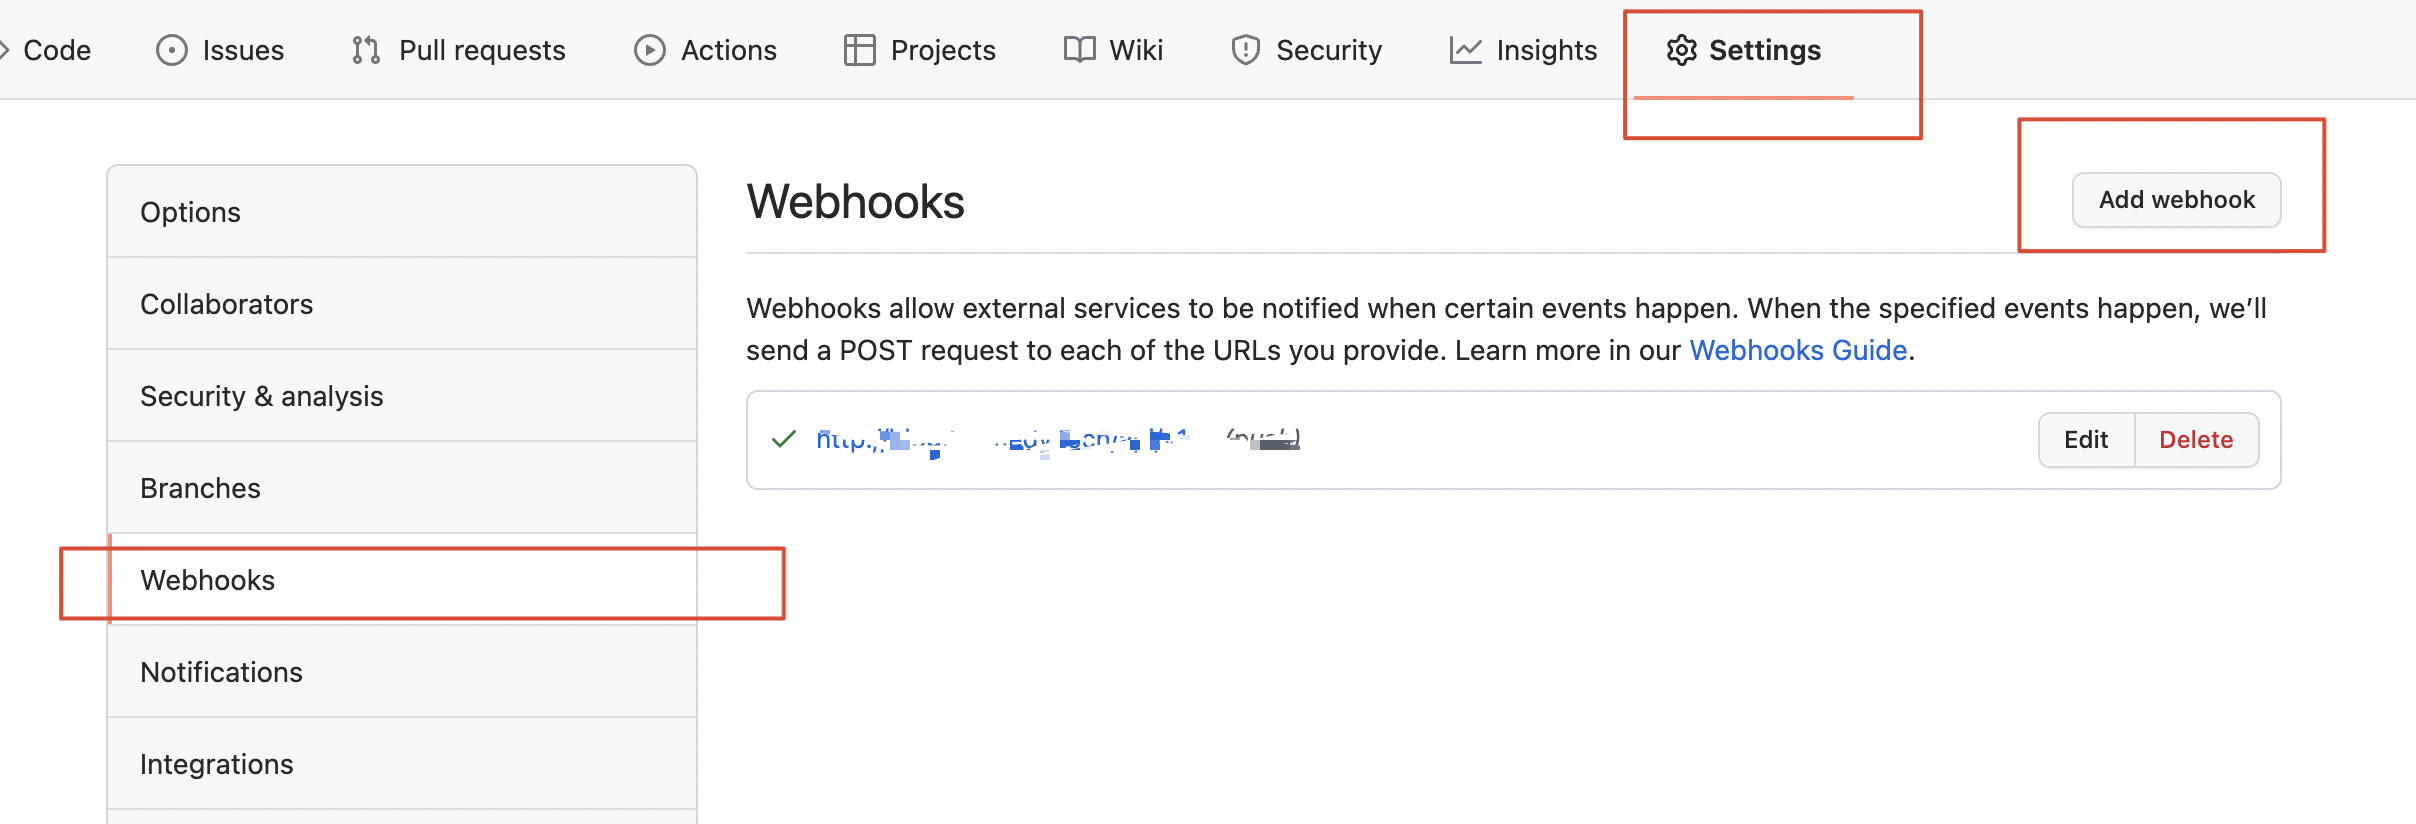 Code Issues Pull requests Actions Projects Wiki Security Insights Settings
Options
Collaborators
Security & analysis
Branches
Webhooks
Notifications
Integrations
Webhooks
Add webhook
Webhooks allow external services to be notified when certain events happen. When the specified events happen, we’ll
send a POST request to each of the URLs you provide. Learn more in our Webhooks Guide.
Edit Delete